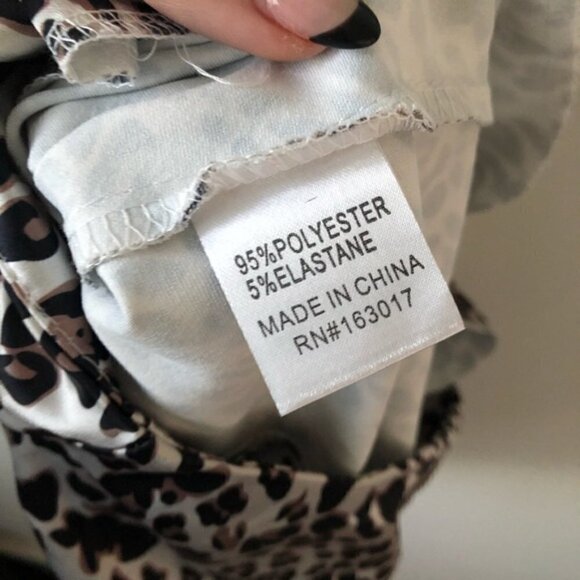 95%POLYESTER
5%ELASTANE
MADE IN CHINA
RN#163017